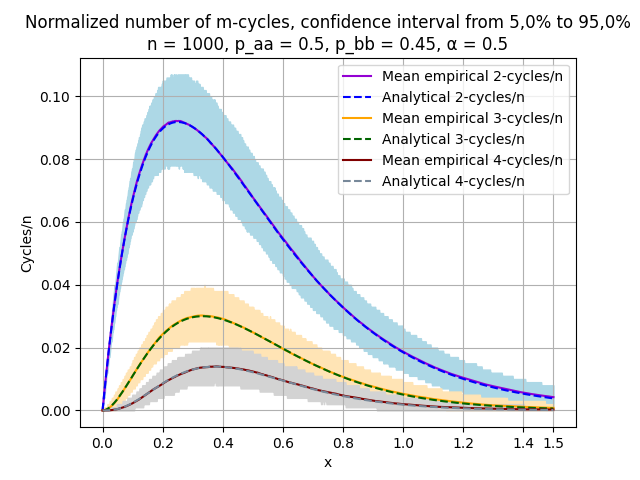 Normalized number of m-cycles, confidence interval from 5,0% to 95,0%
n = 1000, p_aa = 0.5, p_bb = 0.45, α = 0.5
Mean empirical 2-cycles/n
Analytical 2-cycles/n
Mean empirical 3-cycles/n
Analytical 3-cycles/n
Mean empirical 4-cycles/n
Analytical 4-cycles/n
Cycles/n
0.10
0.08
0.06
0.04
0.02
0.00
0.0 0.2 0.4 0.6 0.8 1.0 1.2 1.4 1.5
x